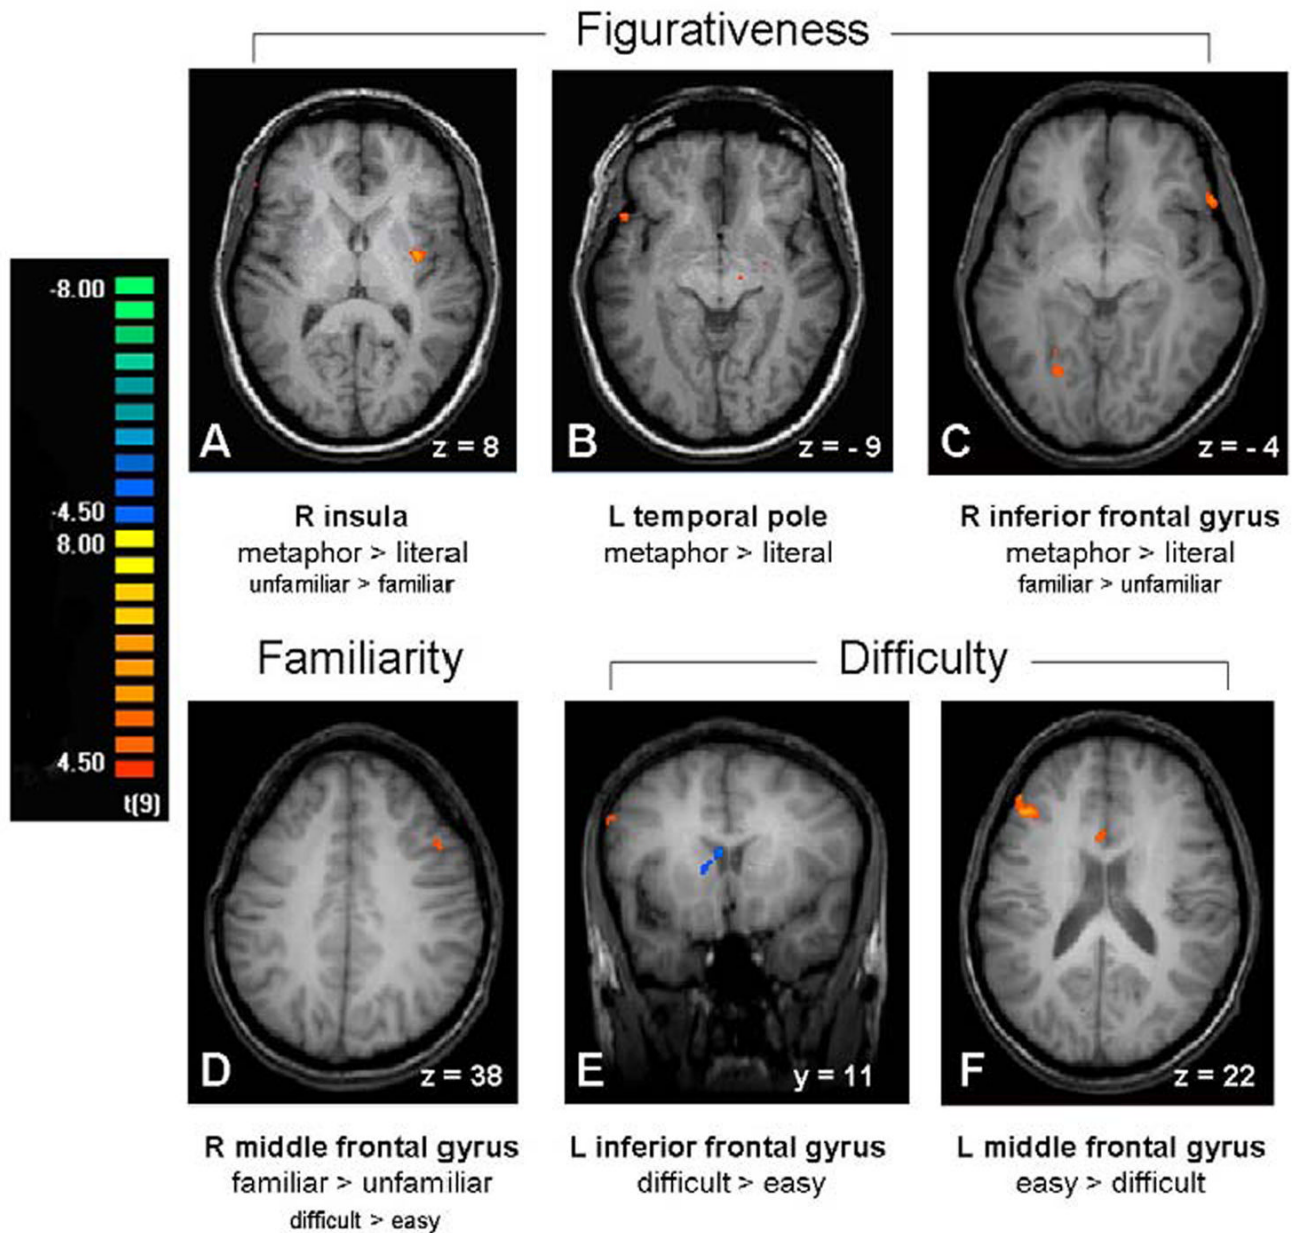 Figurativeness
A
z = 8
B
z = - 9
C
z = - 4
R insula
metaphor > literal
unfamiliar > familiar
L temporal pole
metaphor > literal
R inferior frontal gyrus
metaphor > literal
familiar > unfamiliar
-8.00
-4.50
8.00
4.50
t(9)
Familiarity
Difficulty
D
z = 38
E
y = 11
F
z = 22
R middle frontal gyrus
familiar > unfamiliar
difficult > easy
L inferior frontal gyrus
difficult > easy
L middle frontal gyrus
easy > difficult